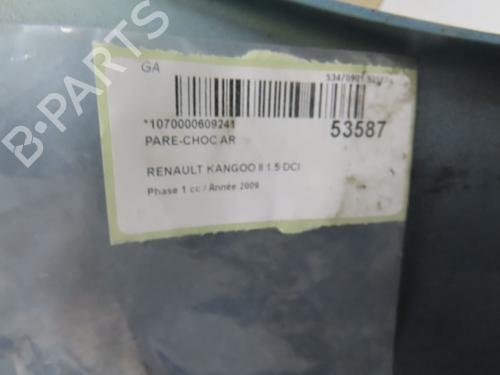 GA
*1070000609241
53587
PARE-CHOC AR
RENAULT KANGOO II 1.5 DCI
Phase 1 cc / Année 2009
B-PARTS